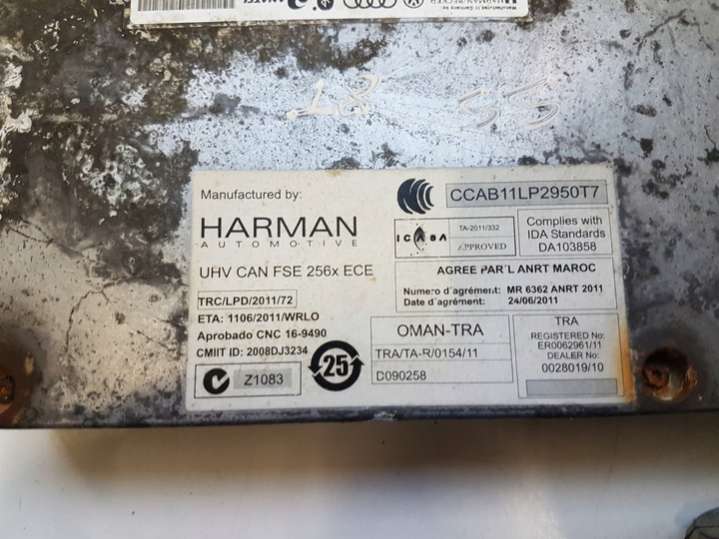 HARMAN/BECKER
Manufactured by:
HARMAN
AUTOMOTIVE
UHV CAN FSE 256x ECE
TRC/LPD/2011/72
ETA: 1106/2011/WRLO
Aprobado CNC 16-9490
CMIIT ID: 2008DJ3234
Z1083
25
CCAB11LP2950T7
ICASA
TA-2011/332
APPROVED
Complies with
IDA Standards
DA103858
AGREE PAR'L ANRT MAROC
Numero d'agrément: MR 6362 ANRT 2011
Date d'agrément: 24/06/2011
OMAN-TRA
TRA/TA-R/0154/11
D090258
TRA
REGISTERED No:
ER0062961/11
DEALER No:
0028019/10